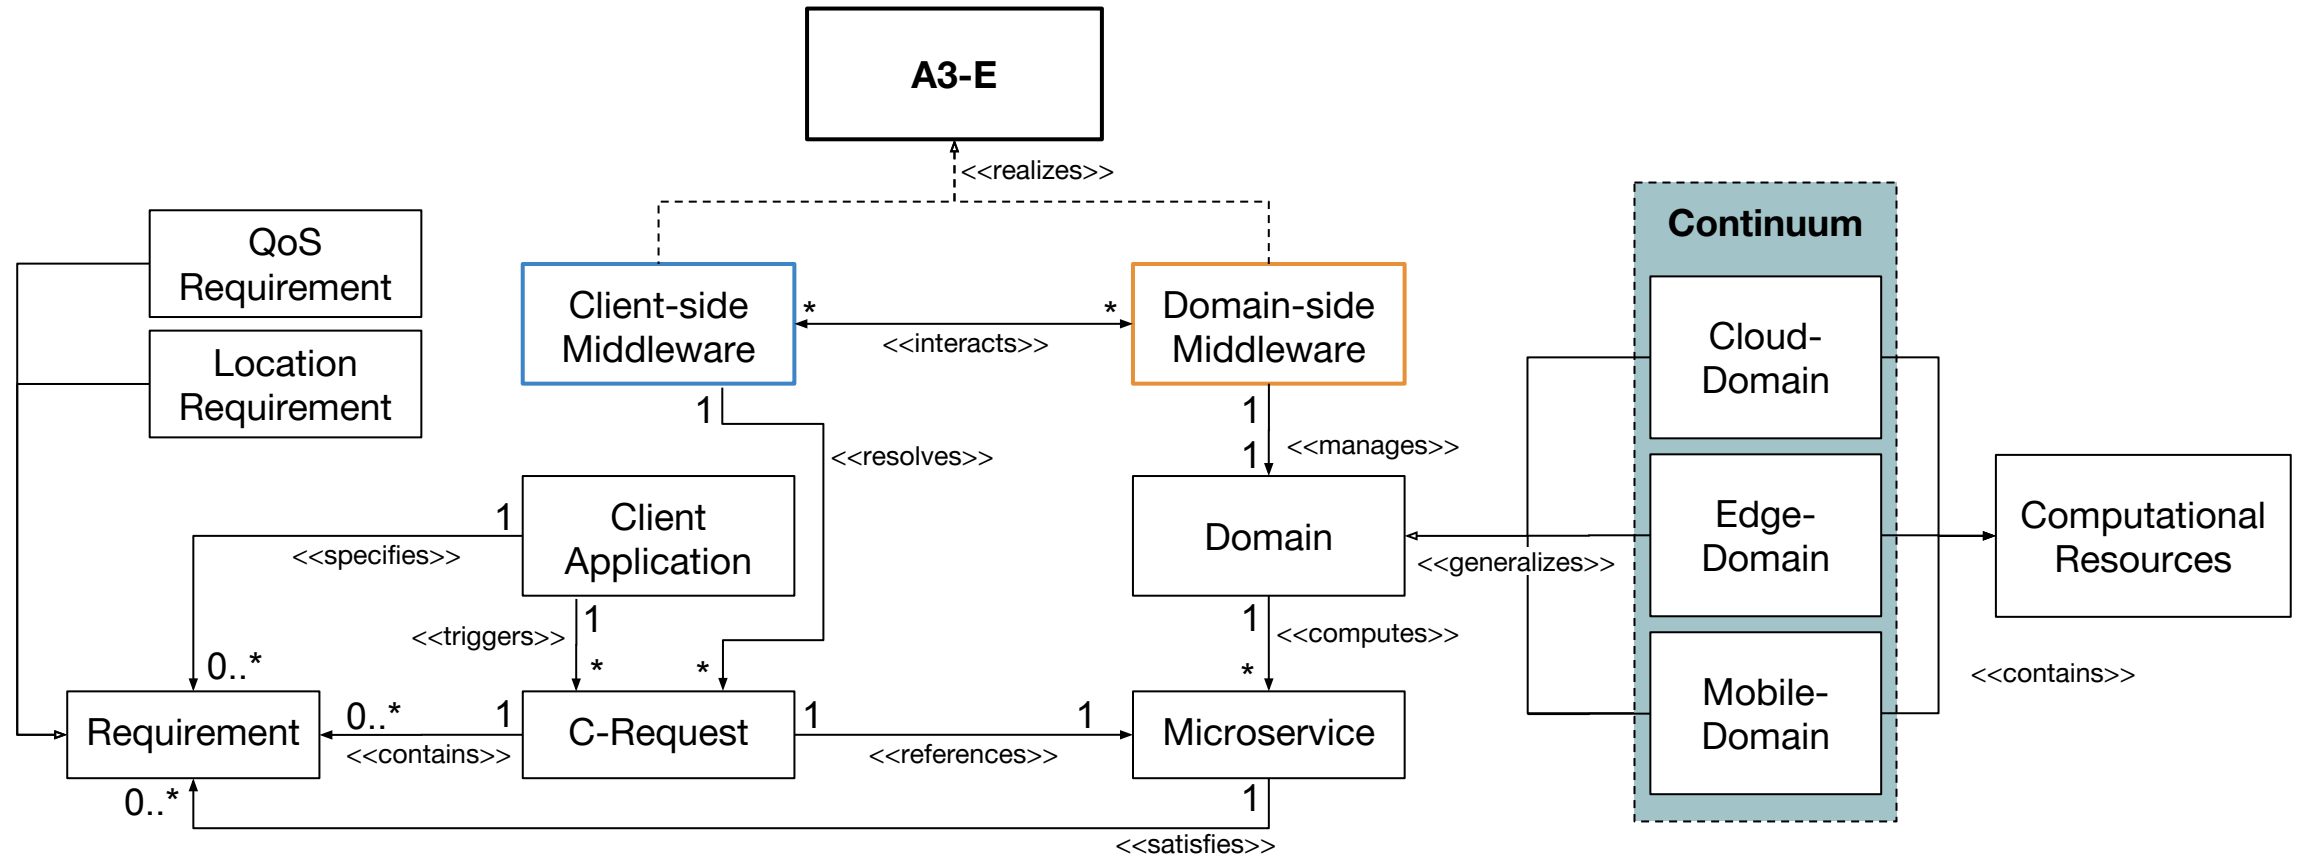 A3-E
<<realizes>>
Continuum
QoS
Requirement
Location
Requirement
Client-side
Middleware
*
*
<<interacts>>
Domain-side
Middleware
Cloud-
Domain
1
<<resolves>>
1
1
<<manages>>
Client
Application
1
<<specifies>>
0..*
Domain
<<generalizes>>
Edge-
Domain
Computational
Resources
1
<<triggers>>
*
*
1
<<computes>>
*
Mobile-
Domain
<<contains>>
Requirement
0..*
1
<<contains>>
C-Request
1
1
<<references>>
Microservice
0..*
1
<<satisfies>>